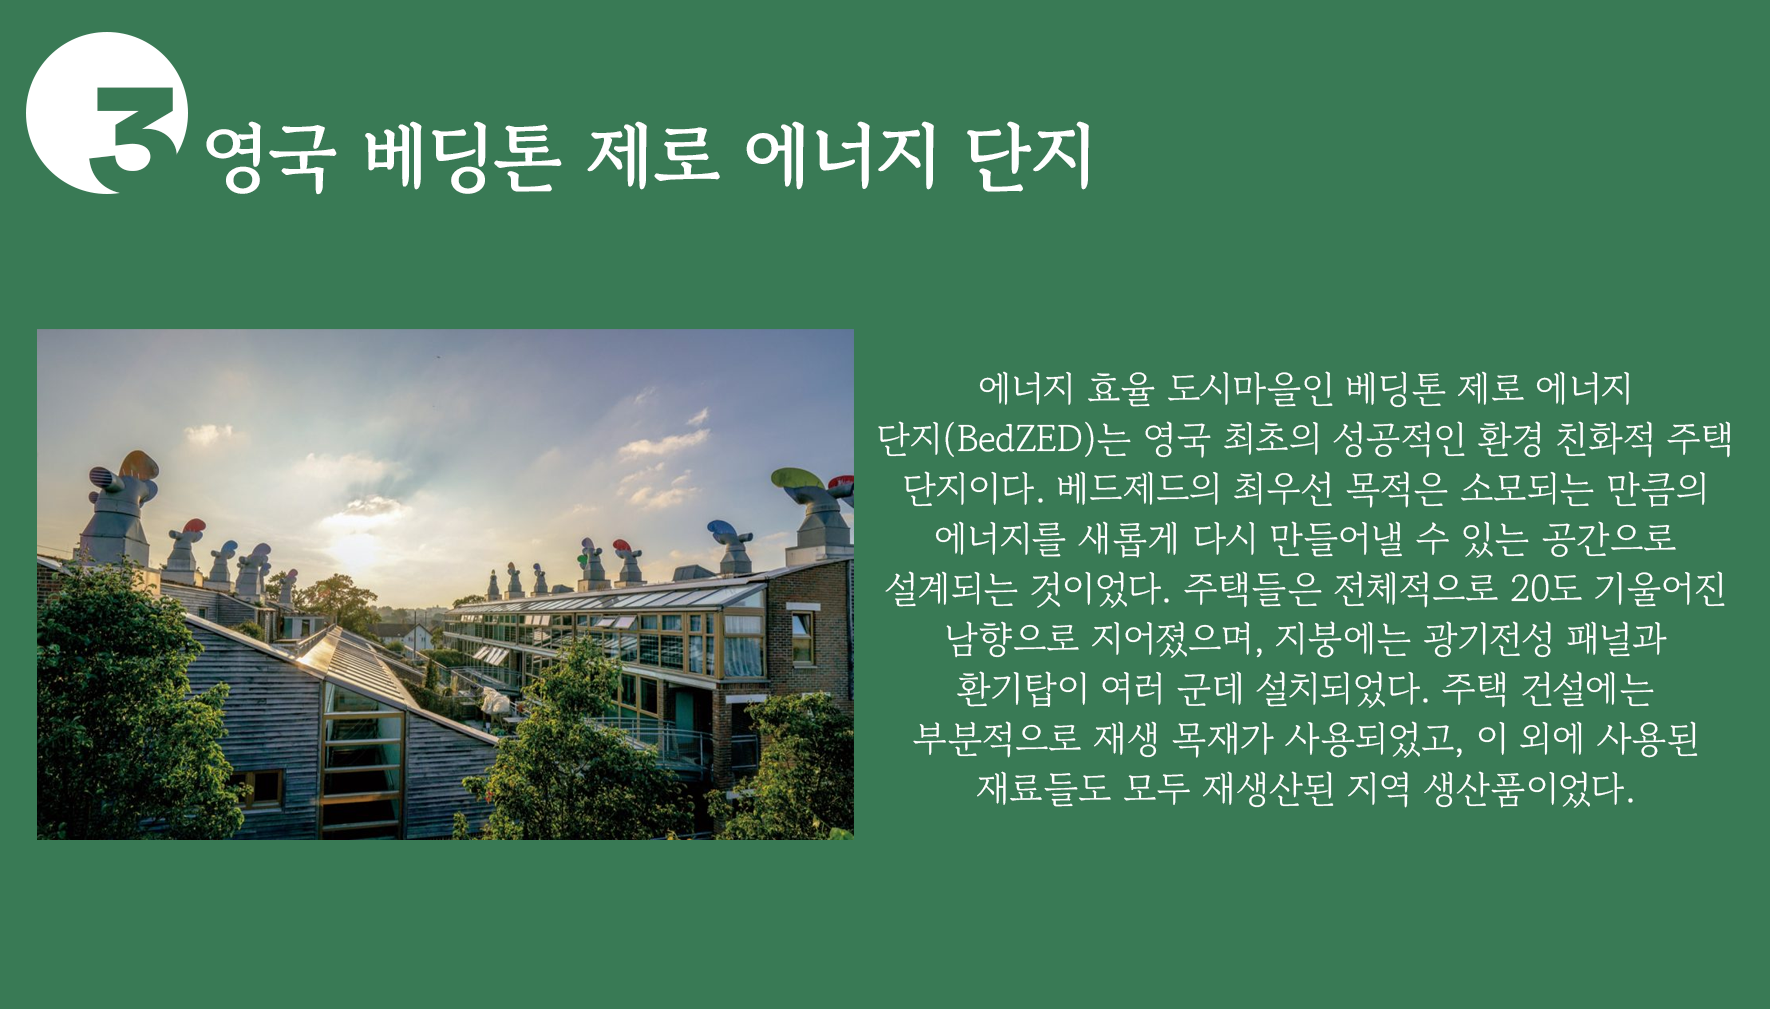 3
영국 베딩톤 제로 에너지 단지
에너지 효율 도시마을인 베딩톤 제로 에너지
단지(BedZED)는 영국 최초의 성공적인 환경 친화적 주택
단지이다. 베드제드의 최우선 목적은 소모되는 만큼의
에너지를 새롭게 다시 만들어낼 수 있는 공간으로
설계되는 것이었다. 주택들은 전체적으로 20도 기울어진
남향으로 지어졌으며, 지붕에는 광기전성 패널과
환기탑이 여러 군데 설치되었다. 주택 건설에는
부분적으로 재생 목재가 사용되었고, 이 외에 사용된
재료들도 모두 재생산된 지역 생산품이었다.